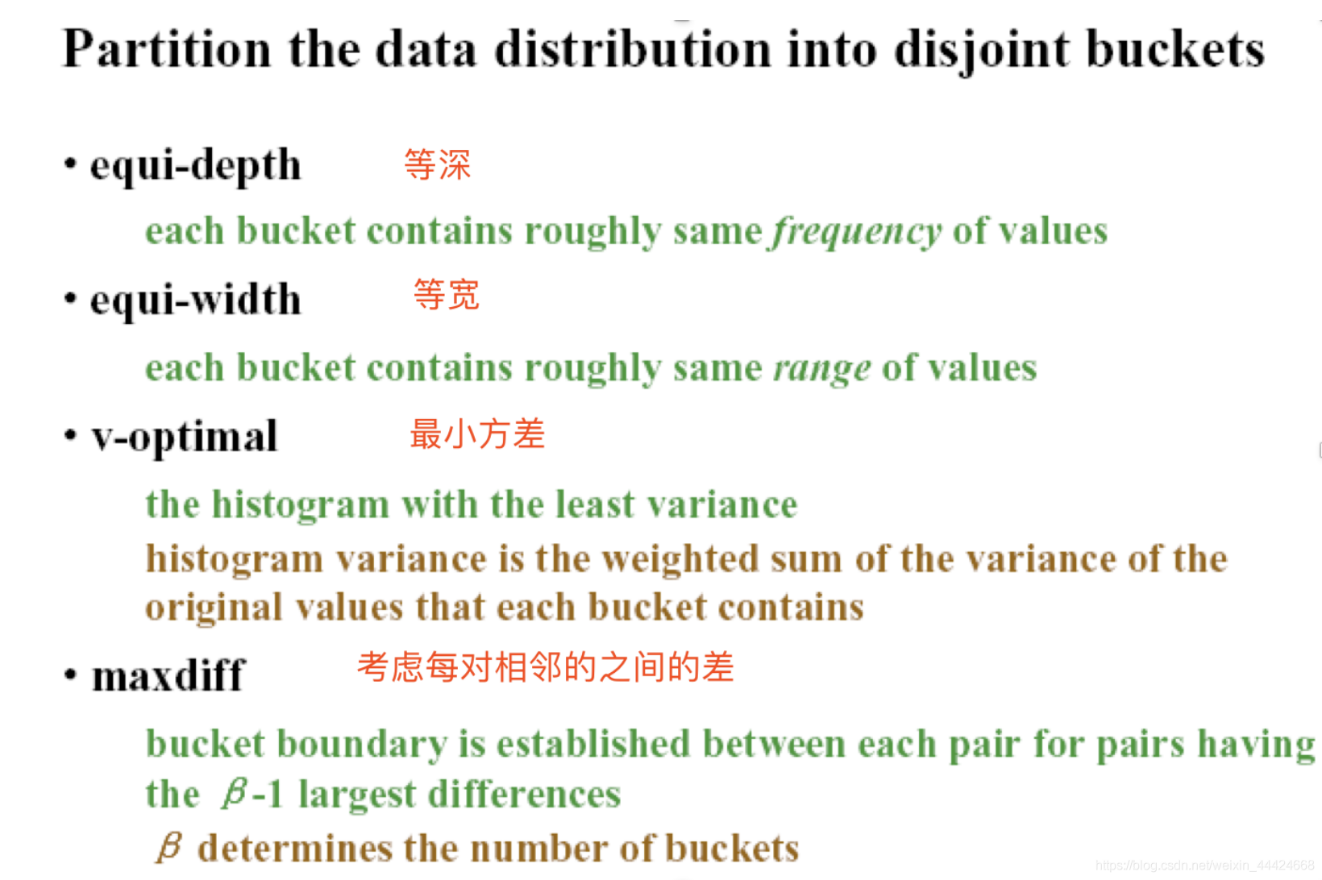 Partition the data distribution into disjoint buckets
• equi-depth 等深
each bucket contains roughly same frequency of values
• equi-width 等宽
each bucket contains roughly same range of values
• v-optimal 最小方差
the histogram with the least variance
histogram variance is the weighted sum of the variance of the
original values that each bucket contains
• maxdiff 考虑每对相邻的之间的差
bucket boundary is established between each pair for pairs having
the β-1 largest differences
β determines the number of buckets
https://blog.csdn.net/weixin_44424668